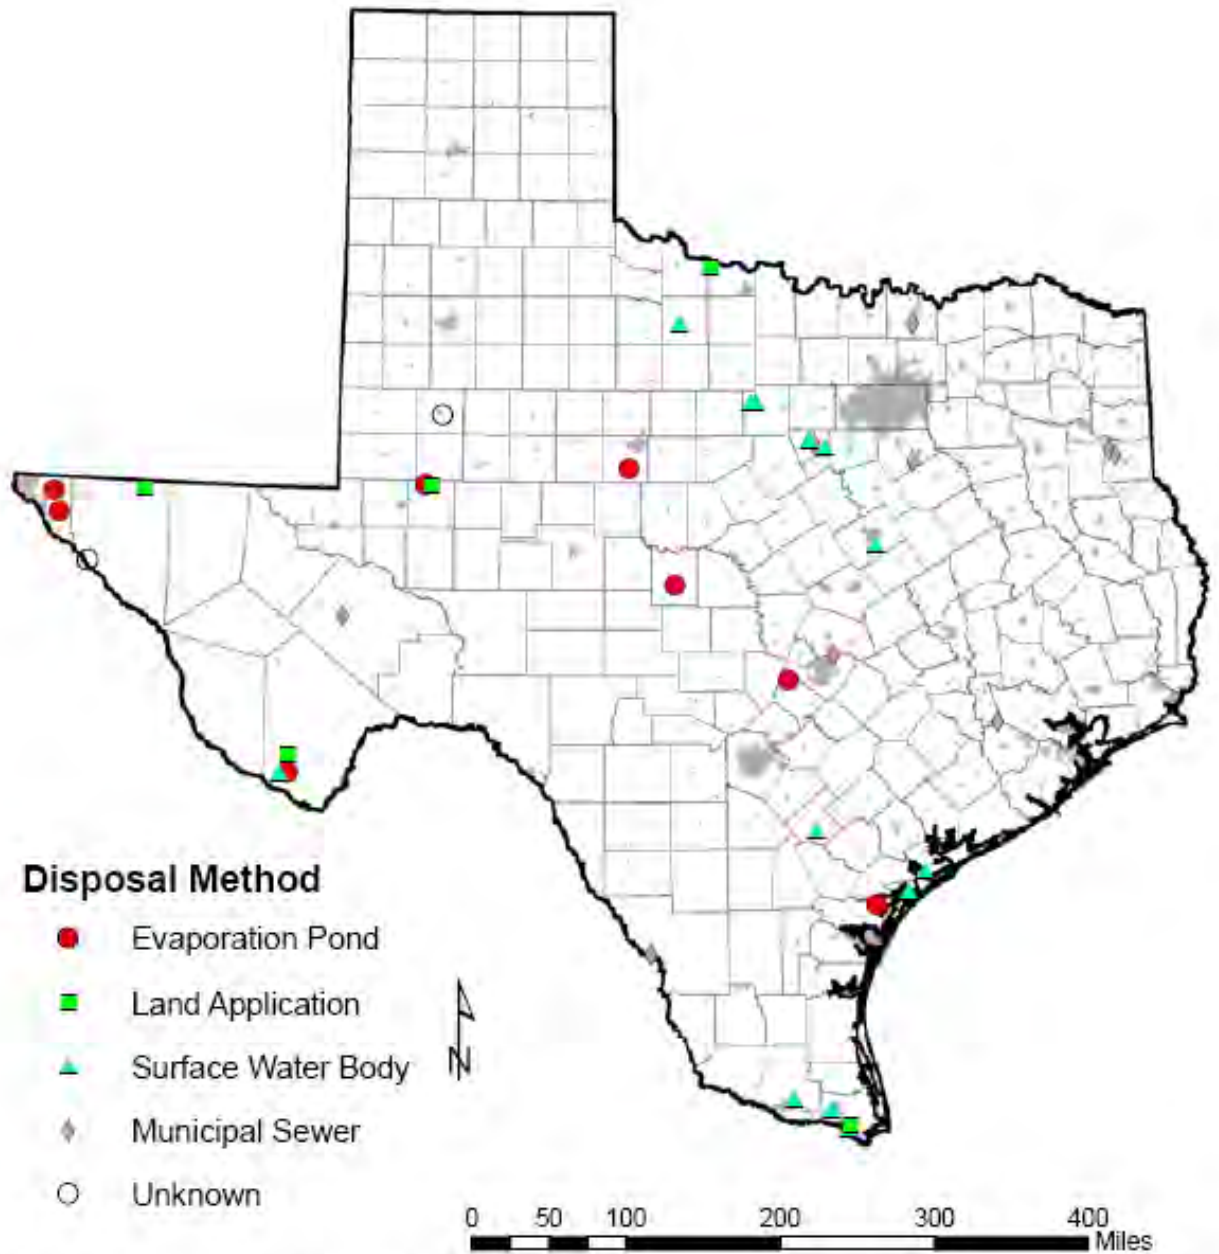 Disposal Method
Evaporation Pond
Land Application
Surface Water Body
Municipal Sewer
Unknown
N
0 50 100 200 300 400
Miles